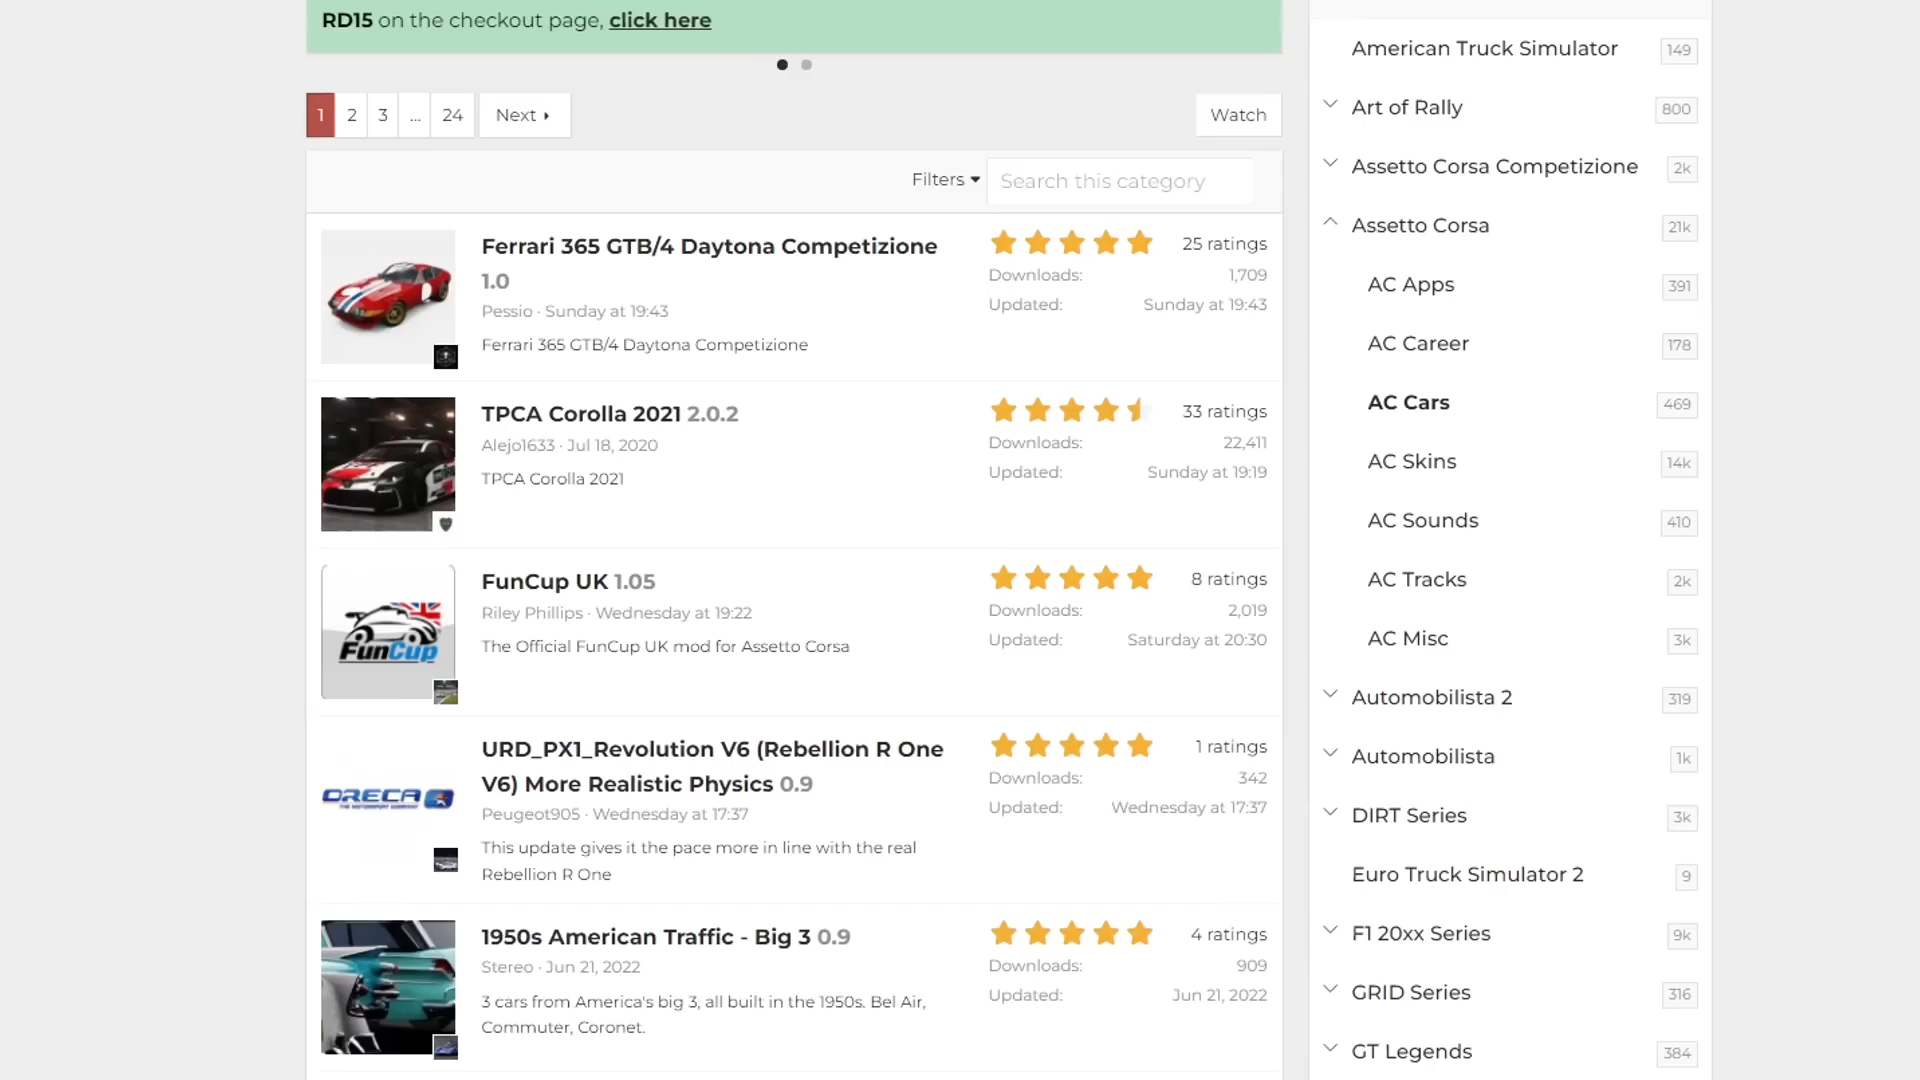 RD15 on the checkout page, click here
1 2 3 ... 24 Next
Watch
Filters Search this category
Ferrari 365 GTB/4 Daytona Competizione
1.0
Pessio · Sunday at 19:43
Ferrari 365 GTB/4 Daytona Competizione
25 ratings
Downloads: 1,709
Updated: Sunday at 19:43
TPCA Corolla 2021 2.0.2
Alejo1633 · Jul 18, 2020
TPCA Corolla 2021
33 ratings
Downloads: 22,411
Updated: Sunday at 19:19
FunCup
FunCup UK 1.05
Riley Phillips · Wednesday at 19:22
The Official FunCup UK mod for Assetto Corsa
8 ratings
Downloads: 2,019
Updated: Saturday at 20:30
ORECA
URD_PX1_Revolution V6 (Rebellion R One
V6) More Realistic Physics 0.9
Peugeot905 · Wednesday at 17:37
This update gives it the pace more in line with the real
Rebellion R One
1 ratings
Downloads: 342
Updated: Wednesday at 17:37
1950s American Traffic - Big 3 0.9
Stereo · Jun 21, 2022
3 cars from America's big 3, all built in the 1950s. Bel Air,
Commuter, Coronet.
4 ratings
Downloads: 909
Updated: Jun 21, 2022
American Truck Simulator 149
Art of Rally 800
Assetto Corsa Competizione 2k
Assetto Corsa 21k
AC Apps 391
AC Career 178
AC Cars 469
AC Skins 14k
AC Sounds 410
AC Tracks 2k
AC Misc 3k
Automobilista 2 319
Automobilista 1k
DIRT Series 3k
Euro Truck Simulator 2 9
F1 20xx Series 9k
GRID Series 316
GT Legends 384